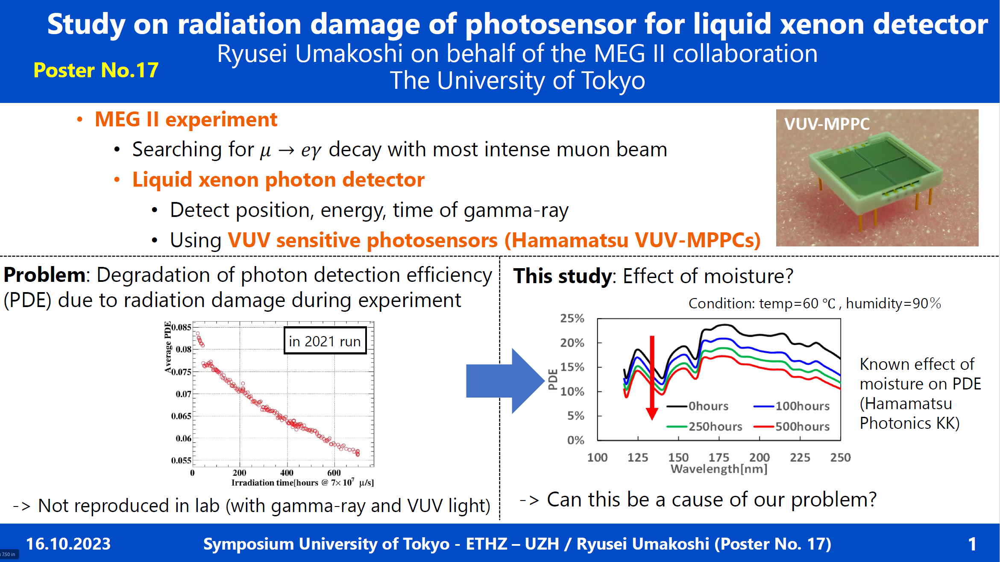 Study on radiation damage of photosensor for liquid xenon detector
Ryusei Umakoshi on behalf of the MEG II collaboration
Poster No.17
The University of Tokyo
• MEG II experiment
• Searching for 𝜇 → 𝑒𝛾 decay with most intense muon beam
• Liquid xenon photon detector
• Detect position, energy, time of gamma-ray
• Using VUV sensitive photosensors (Hamamatsu VUV-MPPCs)
VUV-MPPC
Problem: Degradation of photon detection efficiency
(PDE) due to radiation damage during experiment
Average PDE
0.085
0.08
0.075
0.07
0.065
0.06
0.055
in 2021 run
0 200 400 600
Irradiation time[hours @ 7×10⁷ μ/s]
-> Not reproduced in lab (with gamma-ray and VUV light)
This study: Effect of moisture?
Condition: temp=60 ℃ , humidity=90%
PDE
25%
20%
15%
10%
5%
0%
0hours 100hours
250hours 500hours
100 125 150 175 200 225 250
Wavelength[nm]
Known effect of
moisture on PDE
(Hamamatsu
Photonics KK)
-> Can this be a cause of our problem?
16.10.2023
Symposium University of Tokyo - ETHZ – UZH / Ryusei Umakoshi (Poster No. 17)
1
x 7.50 in